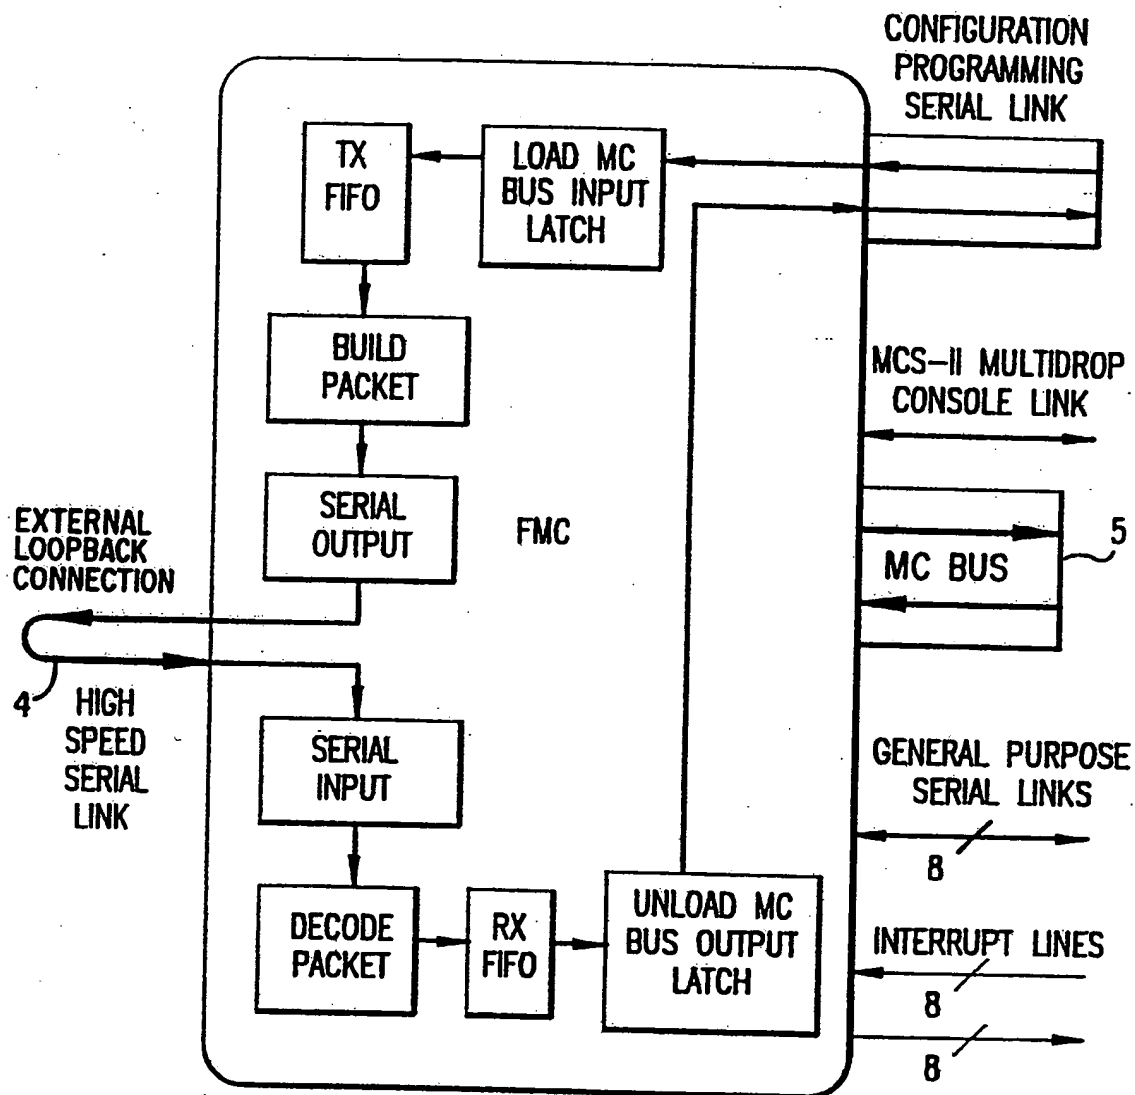 CONFIGURATION
PROGRAMMING
SERIAL LINK
TX
FIFO
LOAD MC
BUS INPUT
LATCH
BUILD
PACKET
MCS-II MULTIDROP
CONSOLE LINK
SERIAL
OUTPUT
FMC
EXTERNAL
LOOPBACK
CONNECTION
MC BUS
5
4
HIGH
SPEED
SERIAL
LINK
SERIAL
INPUT
GENERAL PURPOSE
SERIAL LINKS
8
DECODE
PACKET
RX
FIFO
UNLOAD MC
BUS OUTPUT
LATCH
INTERRUPT LINES
8
8